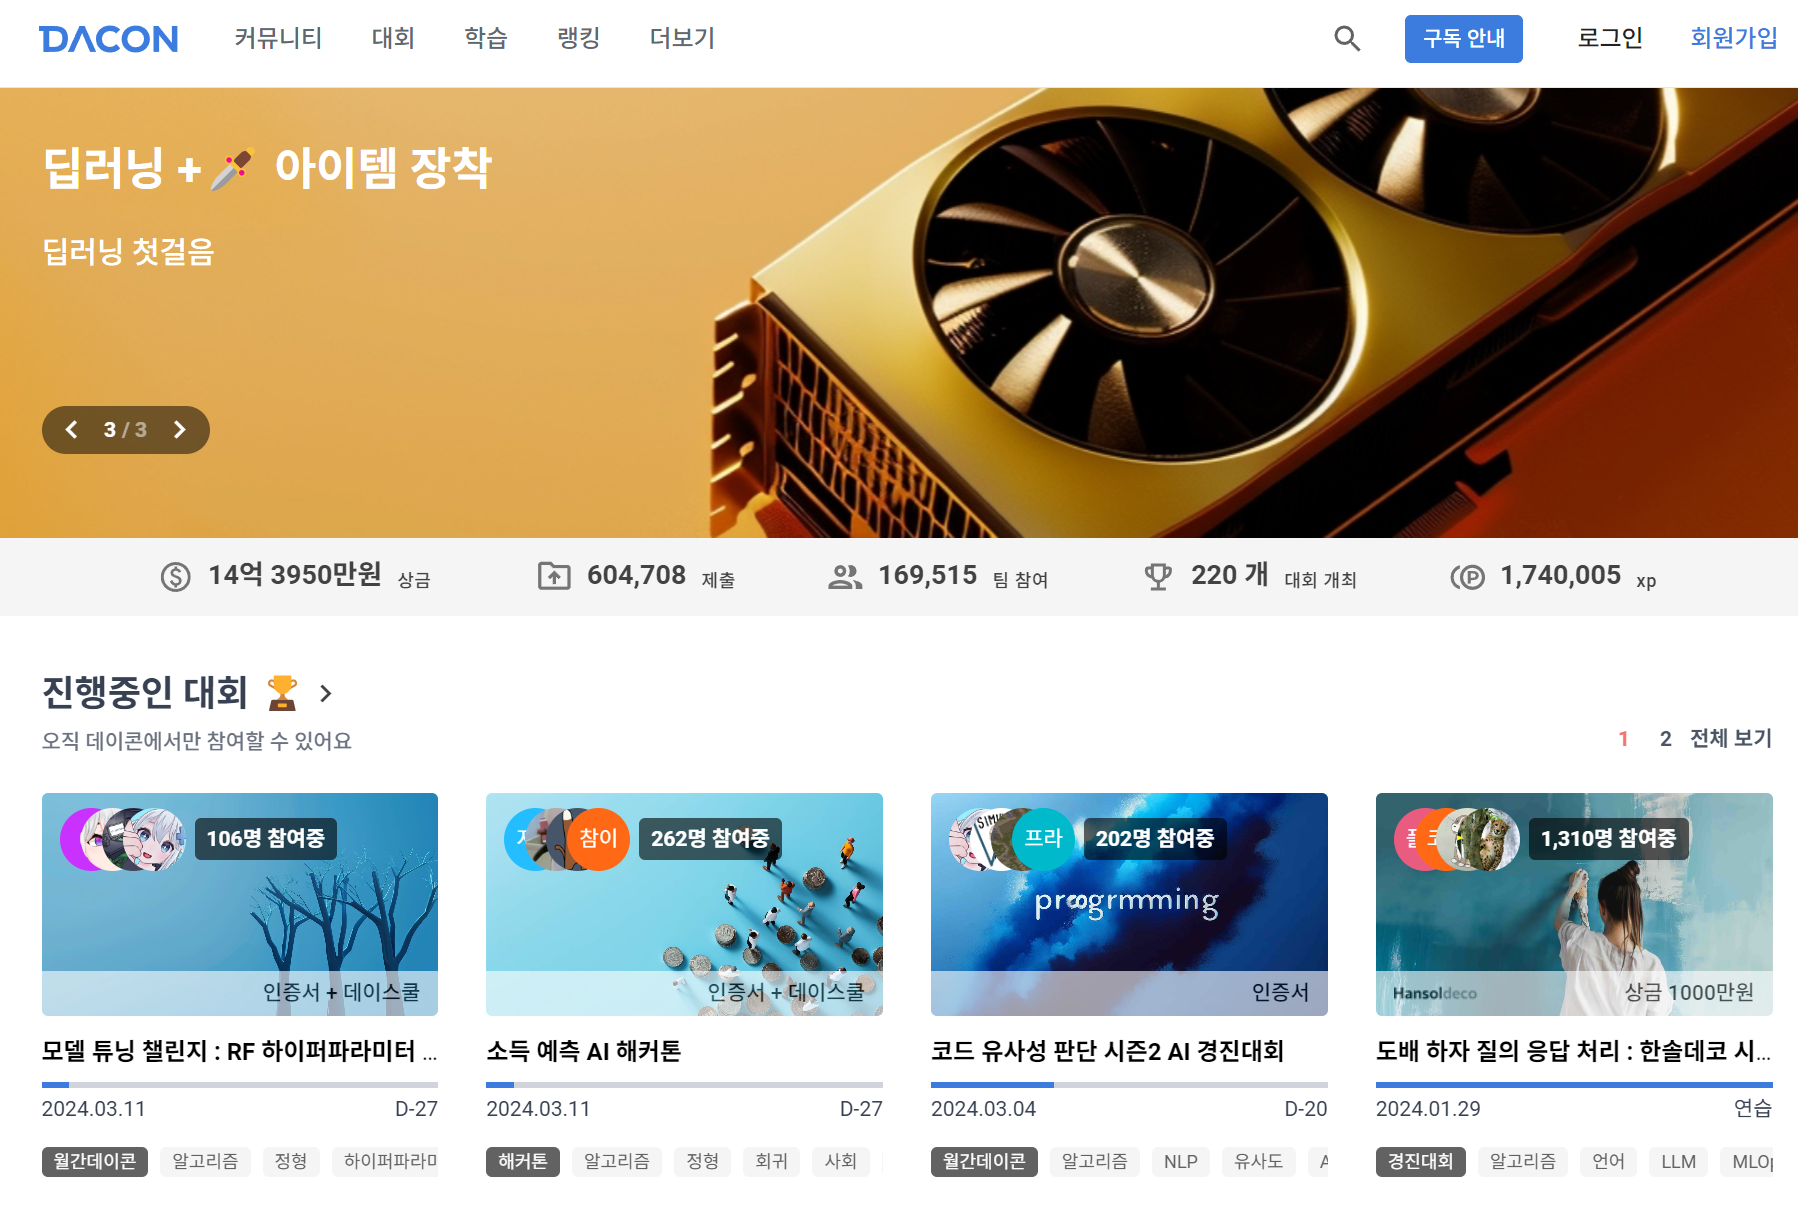 DACON 커뮤니티 대회 학습 랭킹 더보기 구독 안내 로그인 회원가입
딥러닝 + 아이템 장착
딥러닝 첫걸음
3 / 3
14억 3950만원 상금 604,708 제출 169,515 팀 참여 220 개 대회 개최 1,740,005 xp
진행중인 대회
오직 데이콘에서만 참여할 수 있어요
1 2 전체 보기
106명 참여중
인증서 + 데이스쿨
모델 튜닝 챌린지 : RF 하이퍼파라미터 ...
2024.03.11 D-27
월간데이콘 알고리즘 정형
참이 262명 참여중
인증서 + 데이스쿨
소득 예측 AI 해커톤
2024.03.11 D-27
해커톤 알고리즘 정형 회귀 사회
프라 202명 참여중
progrmming
인증서
코드 유사성 판단 시즌2 AI 경진대회
2024.03.04 D-20
월간데이콘 알고리즘 NLP 유사도
1,310명 참여중
Hansoldeco 상금 1000만원
도배 하자 질의 응답 처리 : 한솔데코 시...
2024.01.29 연습
경진대회 알고리즘 언어 LLM